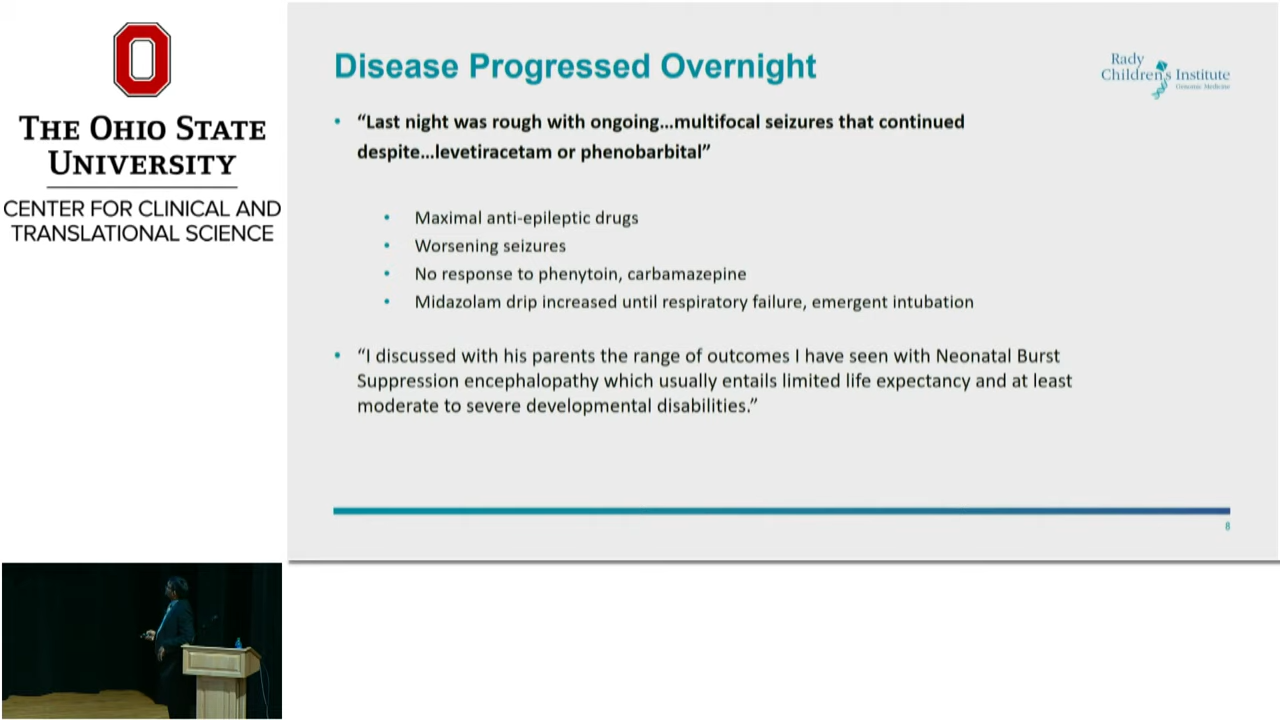 THE OHIO STATE
UNIVERSITY
CENTER FOR CLINICAL AND
TRANSLATIONAL SCIENCE
Disease Progressed Overnight
Rady
Children's Institute
Genomic Medicine
• “Last night was rough with ongoing…multifocal seizures that continued
despite…levetiracetam or phenobarbital”
• Maximal anti-epileptic drugs
• Worsening seizures
• No response to phenytoin, carbamazepine
• Midazolam drip increased until respiratory failure, emergent intubation
• “I discussed with his parents the range of outcomes I have seen with Neonatal Burst
Suppression encephalopathy which usually entails limited life expectancy and at least
moderate to severe developmental disabilities.”
8